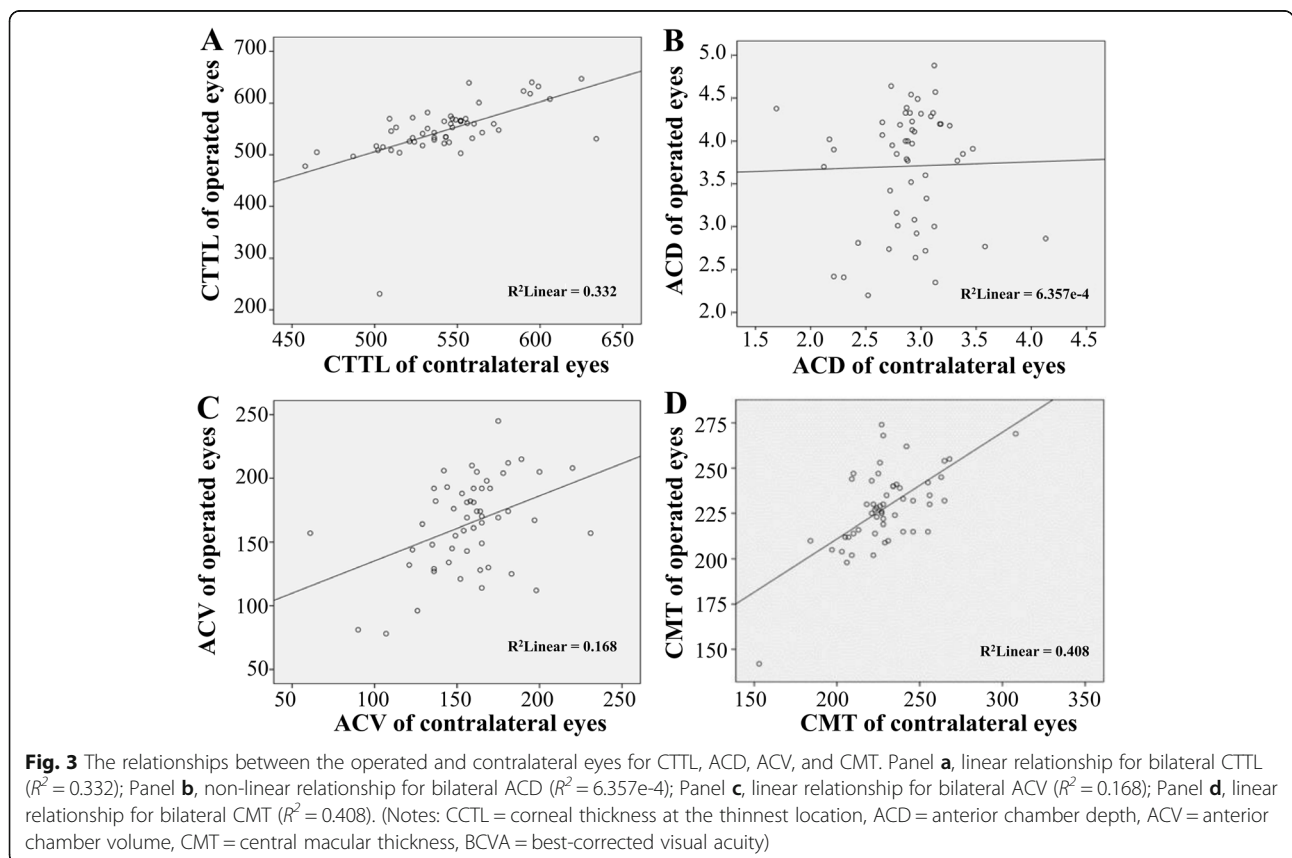 A
700
600
500
400
300
200
CTTL of operated eyes
R²Linear = 0.332
450 500 550 600 650
CTTL of contralateral eyes
B
5.0
4.5
4.0
3.5
3.0
2.5
2.0
ACD of operated eyes
R²Linear = 6.357e-4
1.5 2.0 2.5 3.0 3.5 4.0 4.5
ACD of contralateral eyes
C
250
200
150
100
50
ACV of operated eyes
R²Linear = 0.168
50 100 150 200 250
ACV of contralateral eyes
D
275
250
225
200
175
150
CMT of operated eyes
R²Linear = 0.408
150 200 250 300 350
CMT of contralateral eyes
Fig. 3 The relationships between the operated and contralateral eyes for CTTL, ACD, ACV, and CMT. Panel a, linear relationship for bilateral CTTL
(R² = 0.332); Panel b, non-linear relationship for bilateral ACD (R² = 6.357e-4); Panel c, linear relationship for bilateral ACV (R² = 0.168); Panel d, linear
relationship for bilateral CMT (R² = 0.408). (Notes: CCTL = corneal thickness at the thinnest location, ACD = anterior chamber depth, ACV = anterior
chamber volume, CMT = central macular thickness, BCVA = best-corrected visual acuity)